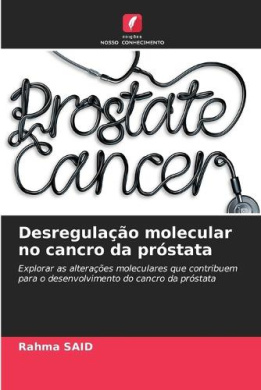 edições
NOSSO CONHECIMENTO
Prostate
Cancer
Desregulação molecular
no cancro da próstata
Explorar as alterações moleculares que contribuem
para o desenvolvimento do cancro da próstata
Rahma SAID